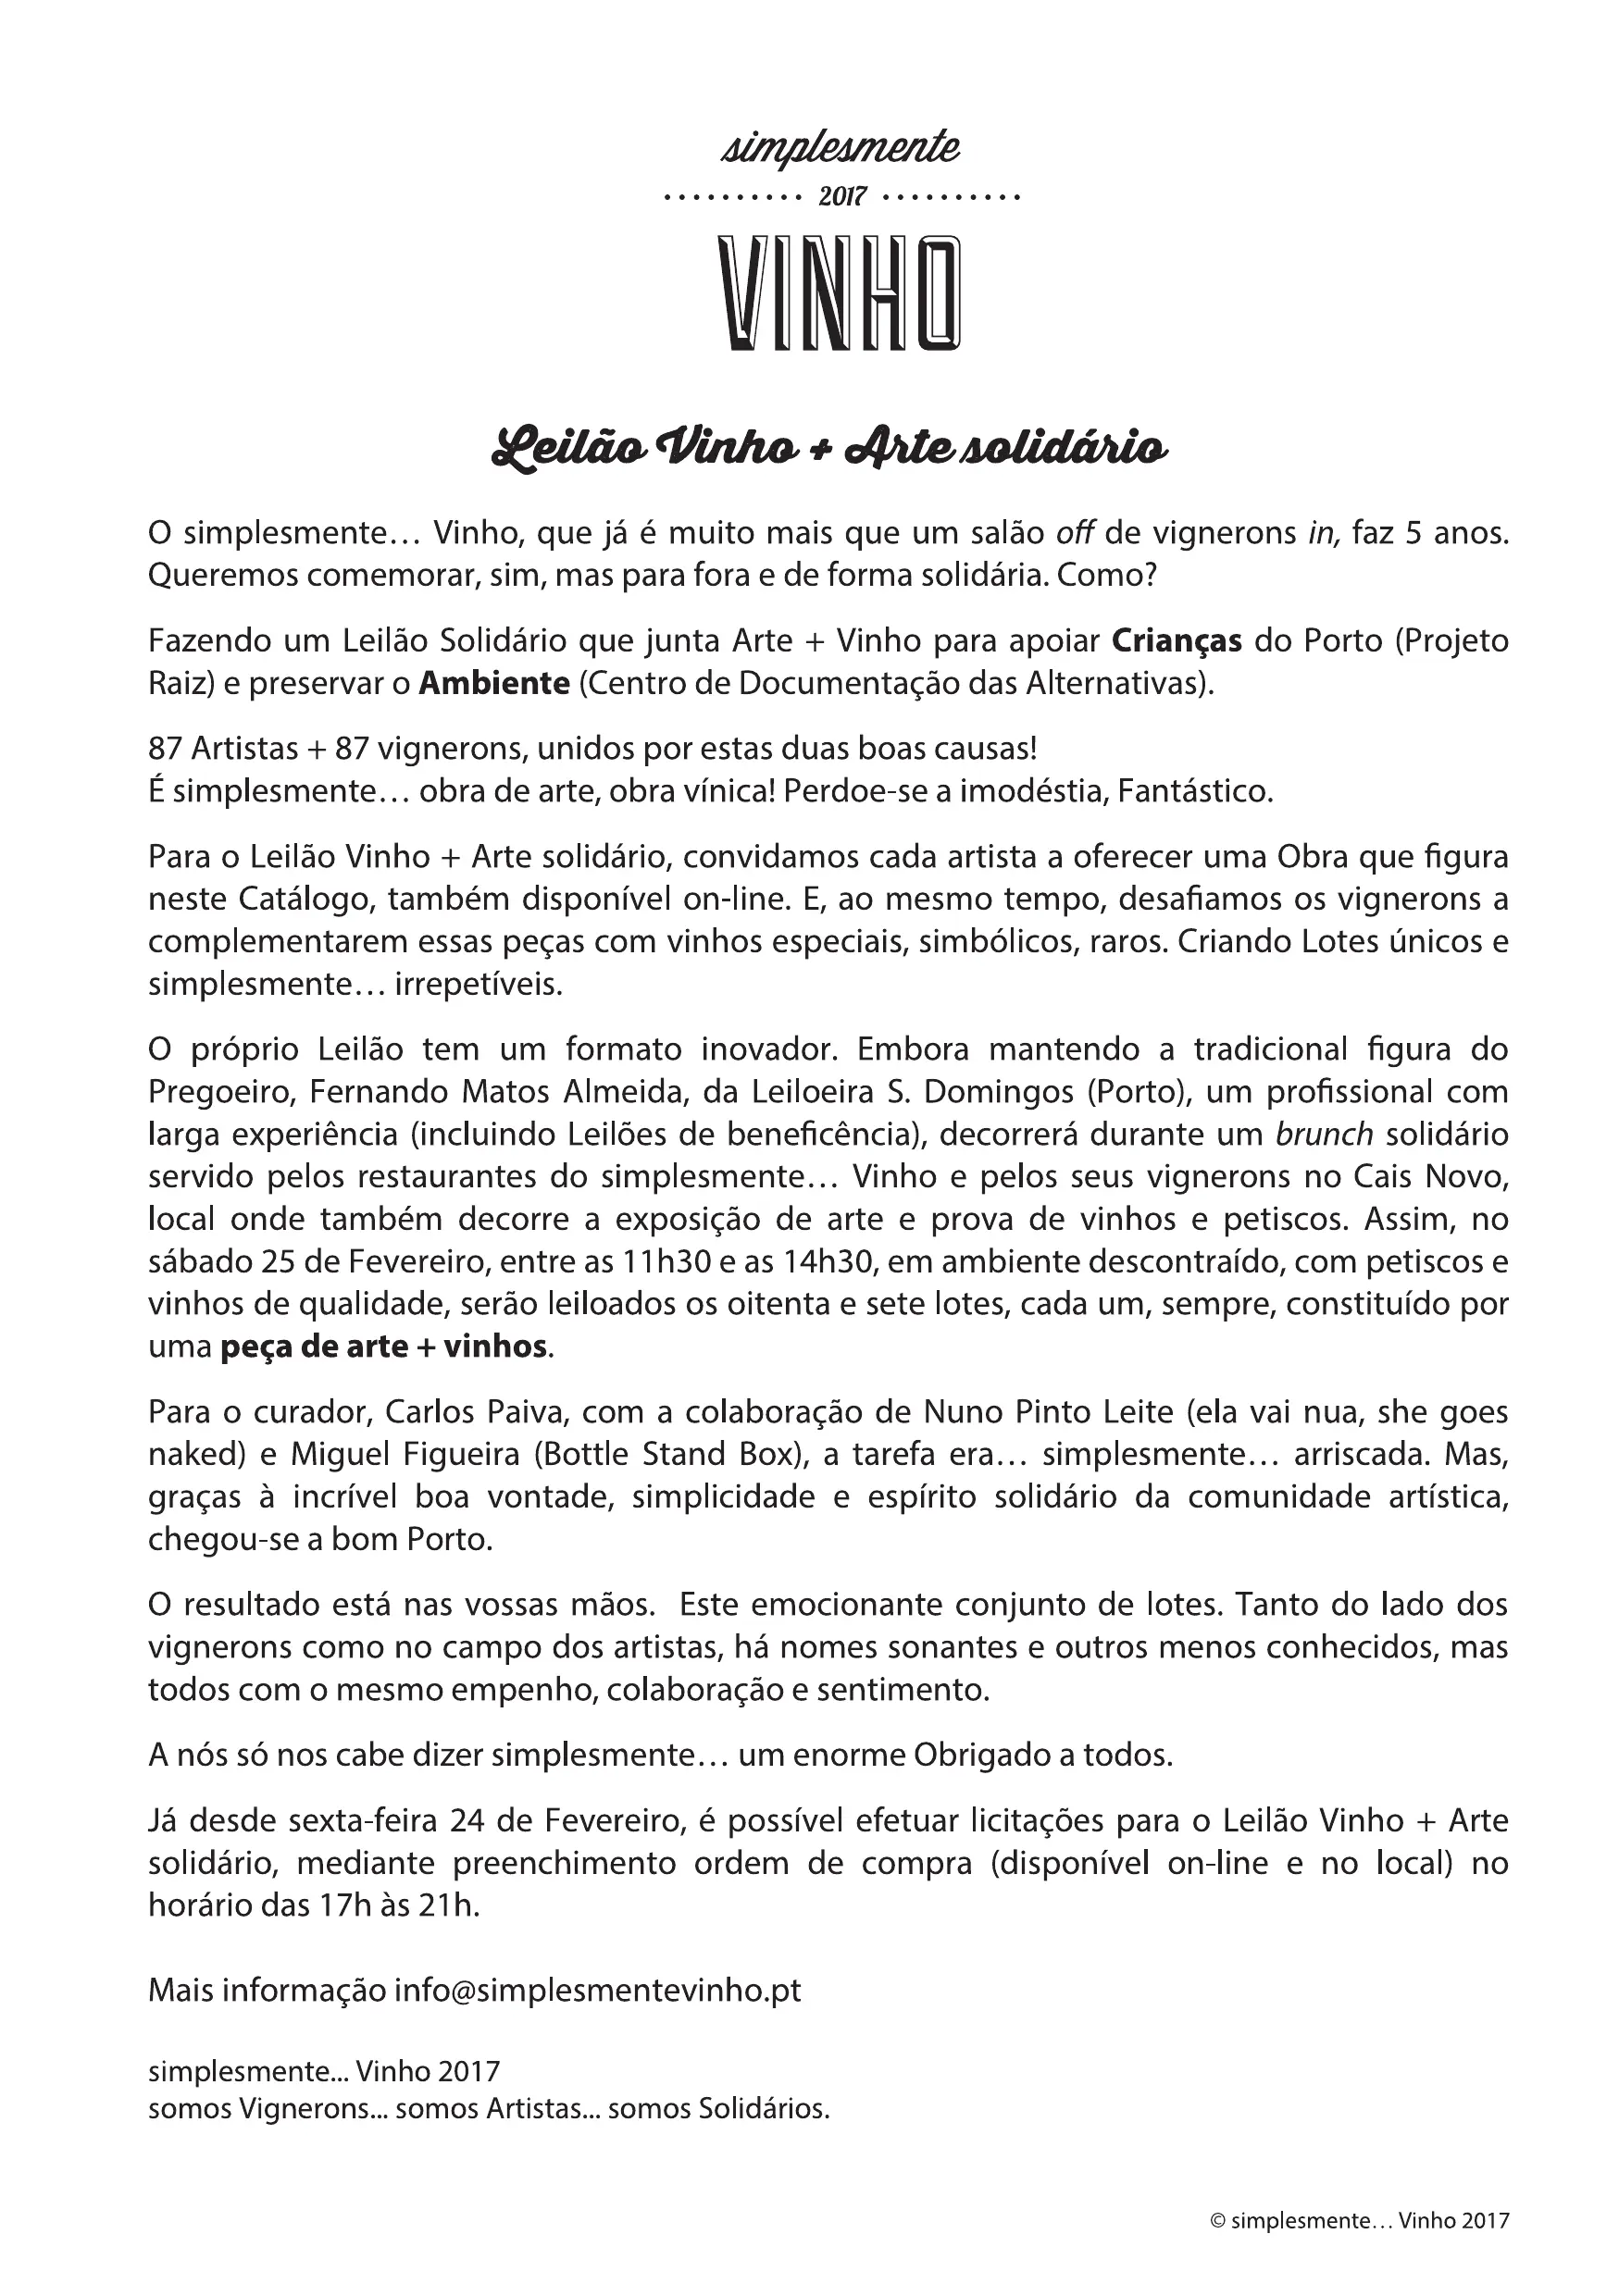 simplesmente
2017
VINHO
Leilão Vinho + Arte solidário
O simplesmente… Vinho, que já é muito mais que um salão off de vignerons in, faz 5 anos.
Queremos comemorar, sim, mas para fora e de forma solidária. Como?
Fazendo um Leilão Solidário que junta Arte + Vinho para apoiar Crianças do Porto (Projeto
Raiz) e preservar o Ambiente (Centro de Documentação das Alternativas).
87 Artistas + 87 vignerons, unidos por estas duas boas causas!
É simplesmente… obra de arte, obra vínica! Perdoe-se a imodéstia, Fantástico.
Para o Leilão Vinho + Arte solidário, convidamos cada artista a oferecer uma Obra que figura
neste Catálogo, também disponível on-line. E, ao mesmo tempo, desafiamos os vignerons a
complementarem essas peças com vinhos especiais, simbólicos, raros. Criando Lotes únicos e
simplesmente… irrepetíveis.
O próprio Leilão tem um formato inovador. Embora mantendo a tradicional figura do
Pregoeiro, Fernando Matos Almeida, da Leiloeira S. Domingos (Porto), um profissional com
larga experiência (incluindo Leilões de beneficência), decorrerá durante um brunch solidário
servido pelos restaurantes do simplesmente… Vinho e pelos seus vignerons no Cais Novo,
local onde também decorre a exposição de arte e prova de vinhos e petiscos. Assim, no
sábado 25 de Fevereiro, entre as 11h30 e as 14h30, em ambiente descontraído, com petiscos e
vinhos de qualidade, serão leiloados os oitenta e sete lotes, cada um, sempre, constituído por
uma peça de arte + vinhos.
Para o curador, Carlos Paiva, com a colaboração de Nuno Pinto Leite (ela vai nua, she goes
naked) e Miguel Figueira (Bottle Stand Box), a tarefa era… simplesmente… arriscada. Mas,
graças à incrível boa vontade, simplicidade e espírito solidário da comunidade artística,
chegou-se a bom Porto.
O resultado está nas vossas mãos. Este emocionante conjunto de lotes. Tanto do lado dos
vignerons como no campo dos artistas, há nomes sonantes e outros menos conhecidos, mas
todos com o mesmo empenho, colaboração e sentimento.
A nós só nos cabe dizer simplesmente… um enorme Obrigado a todos.
Já desde sexta-feira 24 de Fevereiro, é possível efetuar licitações para o Leilão Vinho + Arte
solidário, mediante preenchimento ordem de compra (disponível on-line e no local) no
horário das 17h às 21h.
Mais informação info@simplesmentevinho.pt
simplesmente... Vinho 2017
somos Vignerons... somos Artistas... somos Solidários.
© simplesmente… Vinho 2017